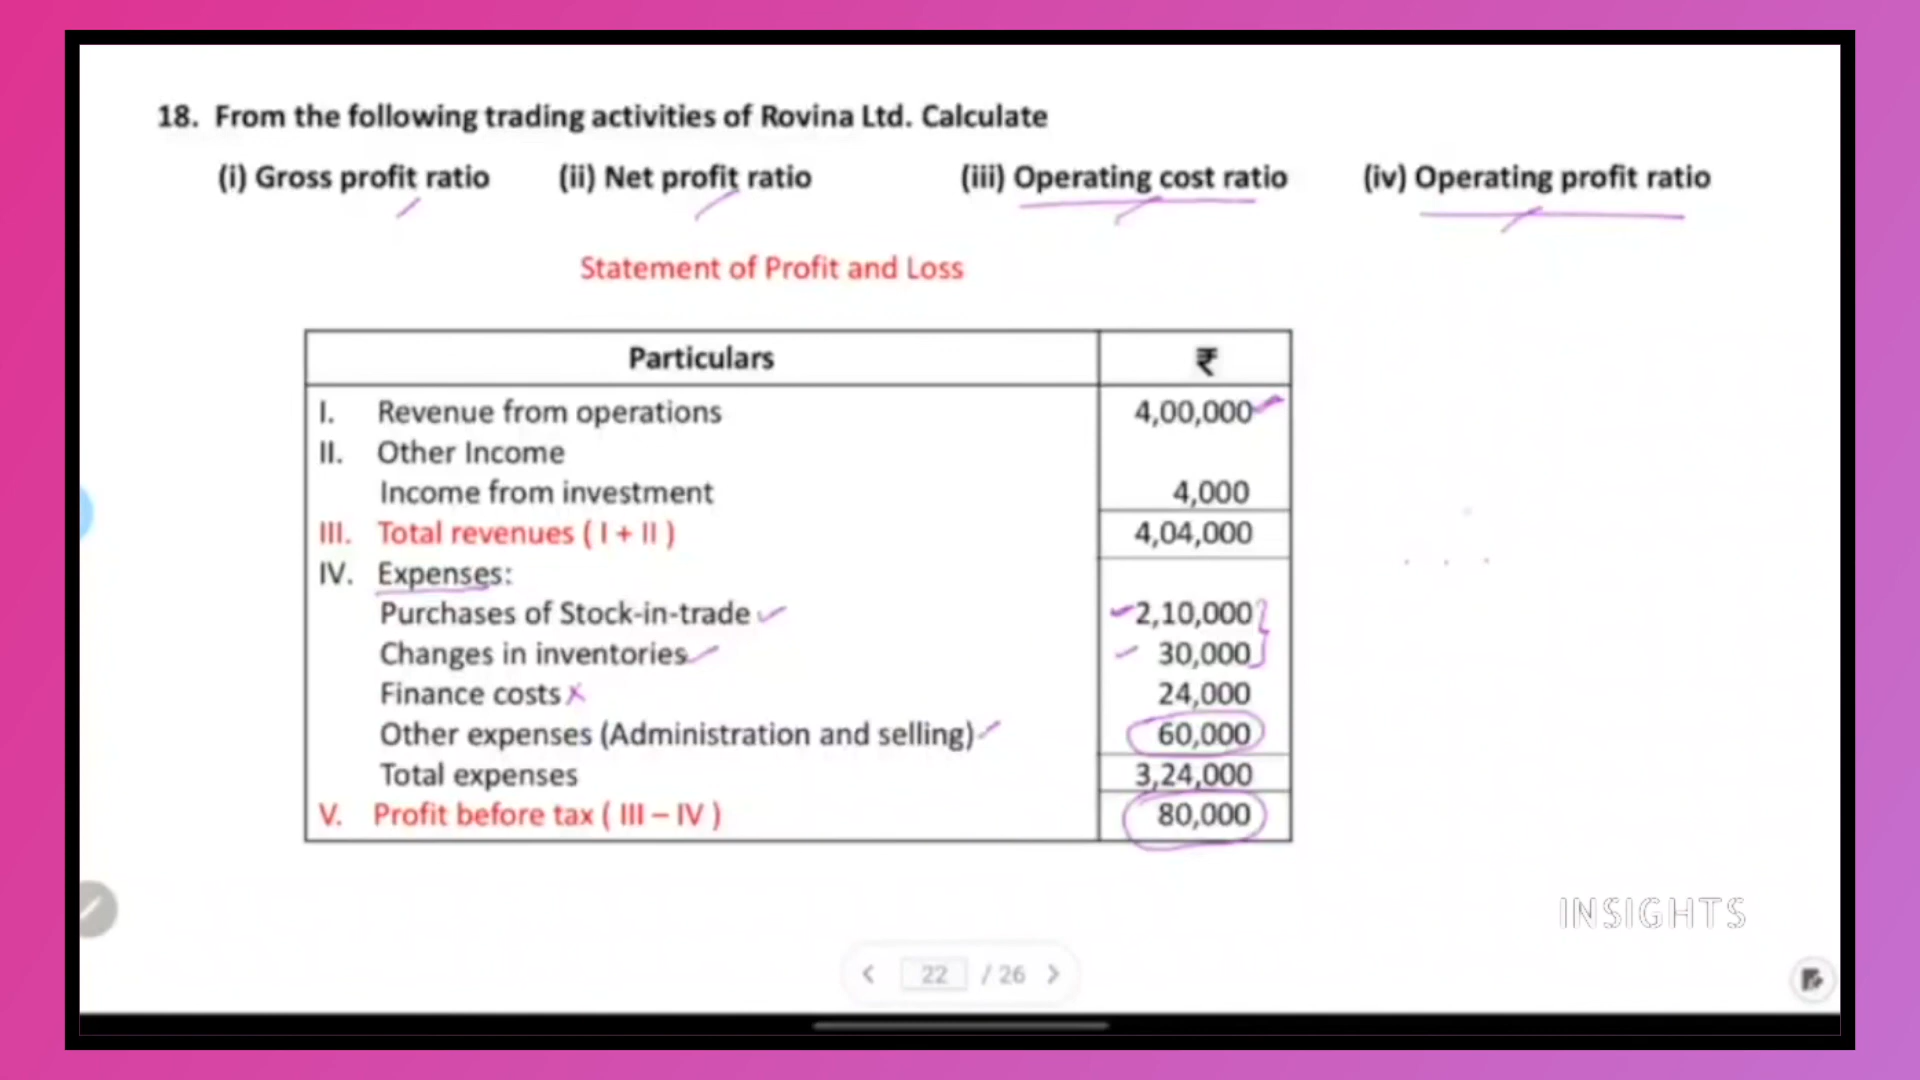 18. From the following trading activities of Rovina Ltd. Calculate
(i) Gross profit ratio (ii) Net profit ratio (iii) Operating cost ratio (iv) Operating profit ratio
Statement of Profit and Loss
Particulars ₹
I. Revenue from operations 4,00,000
II. Other Income
Income from investment 4,000
III. Total revenues ( I + II ) 4,04,000
IV. Expenses:
Purchases of Stock-in-trade 2,10,000
Changes in inventories 30,000
Finance costs 24,000
Other expenses (Administration and selling) 60,000
Total expenses 3,24,000
V. Profit before tax ( III – IV ) 80,000
INSIGHTS
22 / 26